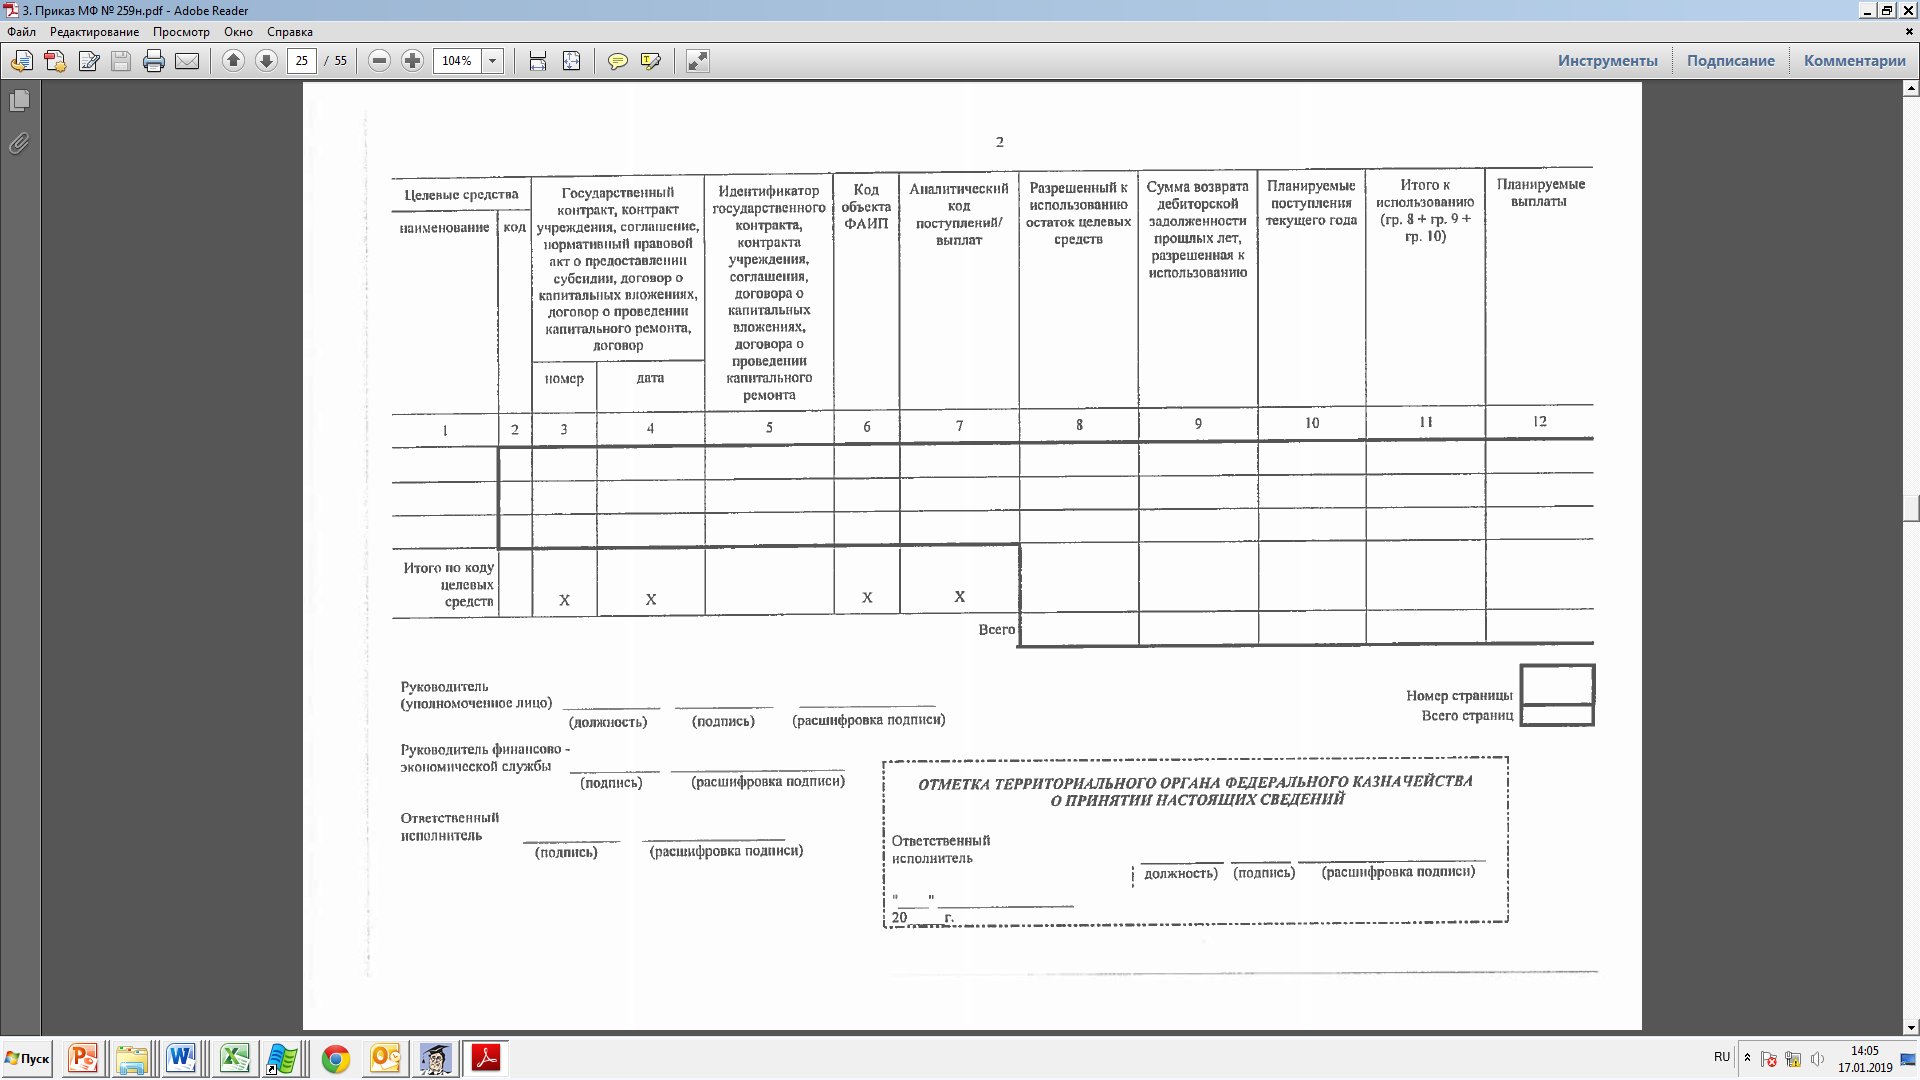 3. Приказ МФ № 259н.pdf - Adobe Reader
Файл Редактирование Просмотр Окно Справка
25 / 55 104% Инструменты Подписание Комментарии
2
Целевые средства
наименование код
Государственный
контракт, контракт
учреждения, соглашение,
нормативный правовой
акт о предоставлении
субсидии, договор о
капитальных вложениях,
договор о проведении
капитального ремонта,
договор
номер дата
Идентификатор
государственного
контракта,
контракта
учреждения,
соглашения,
договора о
капитальных
вложениях,
договора о
проведении
капитального
ремонта
Код
объекта
ФАИП
Аналитический
код
поступлений/
выплат
Разрешенный к
использованию
остаток целевых
средств
Сумма возврата
дебиторской
задолженности
прошлых лет,
разрешенная к
использованию
Планируемые
поступления
текущего года
Итого к
использованию
(гр. 8 + гр. 9 +
гр. 10)
Планируемые
выплаты
1 2 3 4 5 6 7 8 9 10 11 12
Итого по коду
целевых
средств X X X X
Всего
Руководитель
(уполномоченное лицо)
(должность) (подпись) (расшифровка подписи)
Номер страницы
Всего страниц
Руководитель финансово -
экономической службы
(подпись) (расшифровка подписи)
Ответственный
исполнитель
(подпись) (расшифровка подписи)
ОТМЕТКА ТЕРРИТОРИАЛЬНОГО ОРГАНА ФЕДЕРАЛЬНОГО КАЗНАЧЕЙСТВА
О ПРИНЯТИИ НАСТОЯЩИХ СВЕДЕНИЙ
Ответственный
исполнитель
должность) (подпись) (расшифровка подписи)
"____" __________________
20_____г.
Пуск
RU
14:05
17.01.2019